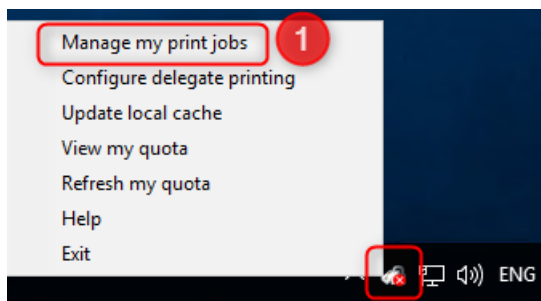 Manage my print jobs
1
Configure delegate printing
Update local cache
View my quota
Refresh my quota
Help
Exit
ENG